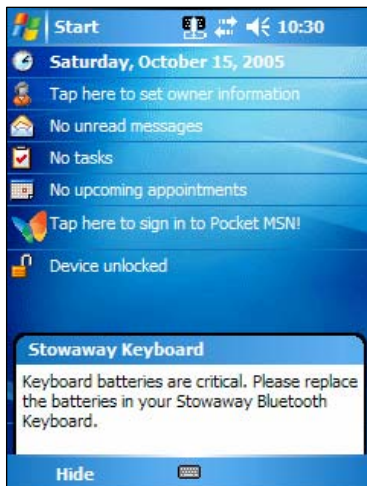 Start 10:30
Saturday, October 15, 2005
Tap here to set owner information
No unread messages
No tasks
No upcoming appointments
Tap here to sign in to Pocket MSN!
Device unlocked
Stowaway Keyboard
Keyboard batteries are critical. Please replace
the batteries in your Stowaway Bluetooth
Keyboard.
Hide